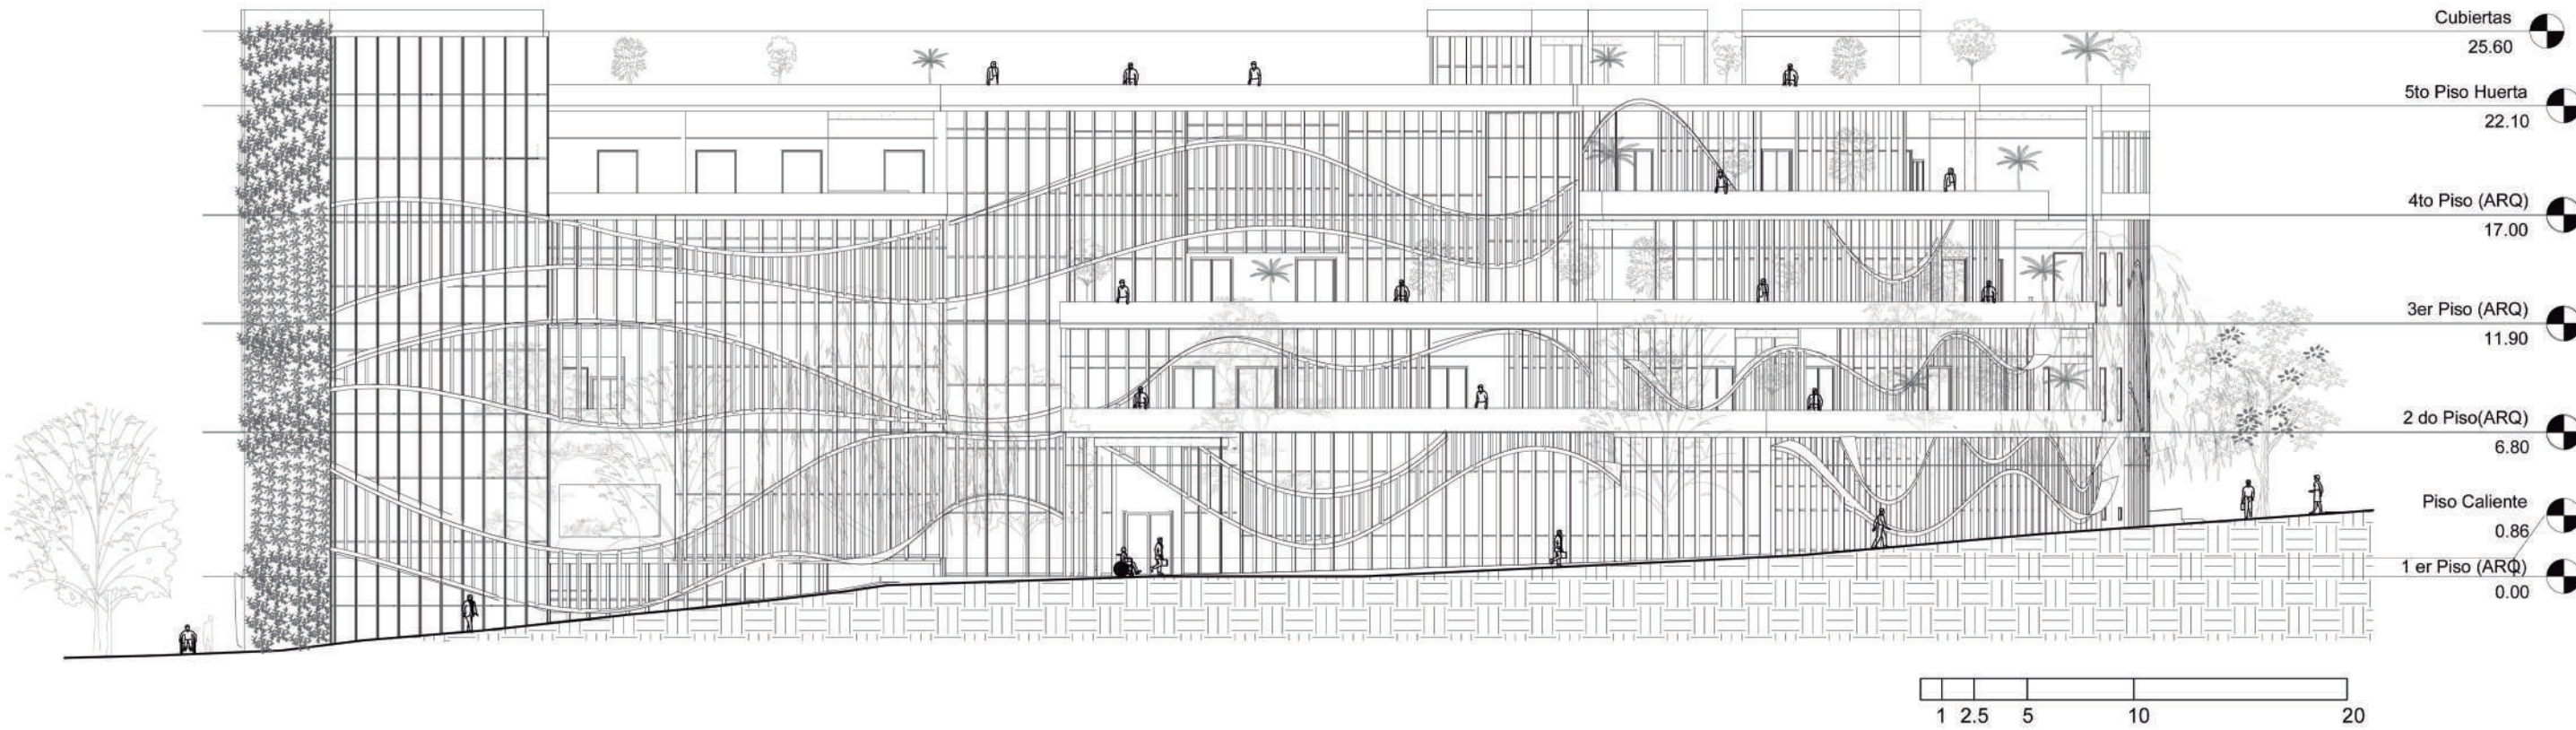 Cubiertas
25.60
5to Piso Huerta
22.10
4to Piso (ARQ)
17.00
3er Piso (ARQ)
11.90
2 do Piso(ARQ)
6.80
Piso Caliente
0.86
1 er Piso (ARQ)
0.00
1 2.5 5 10 20